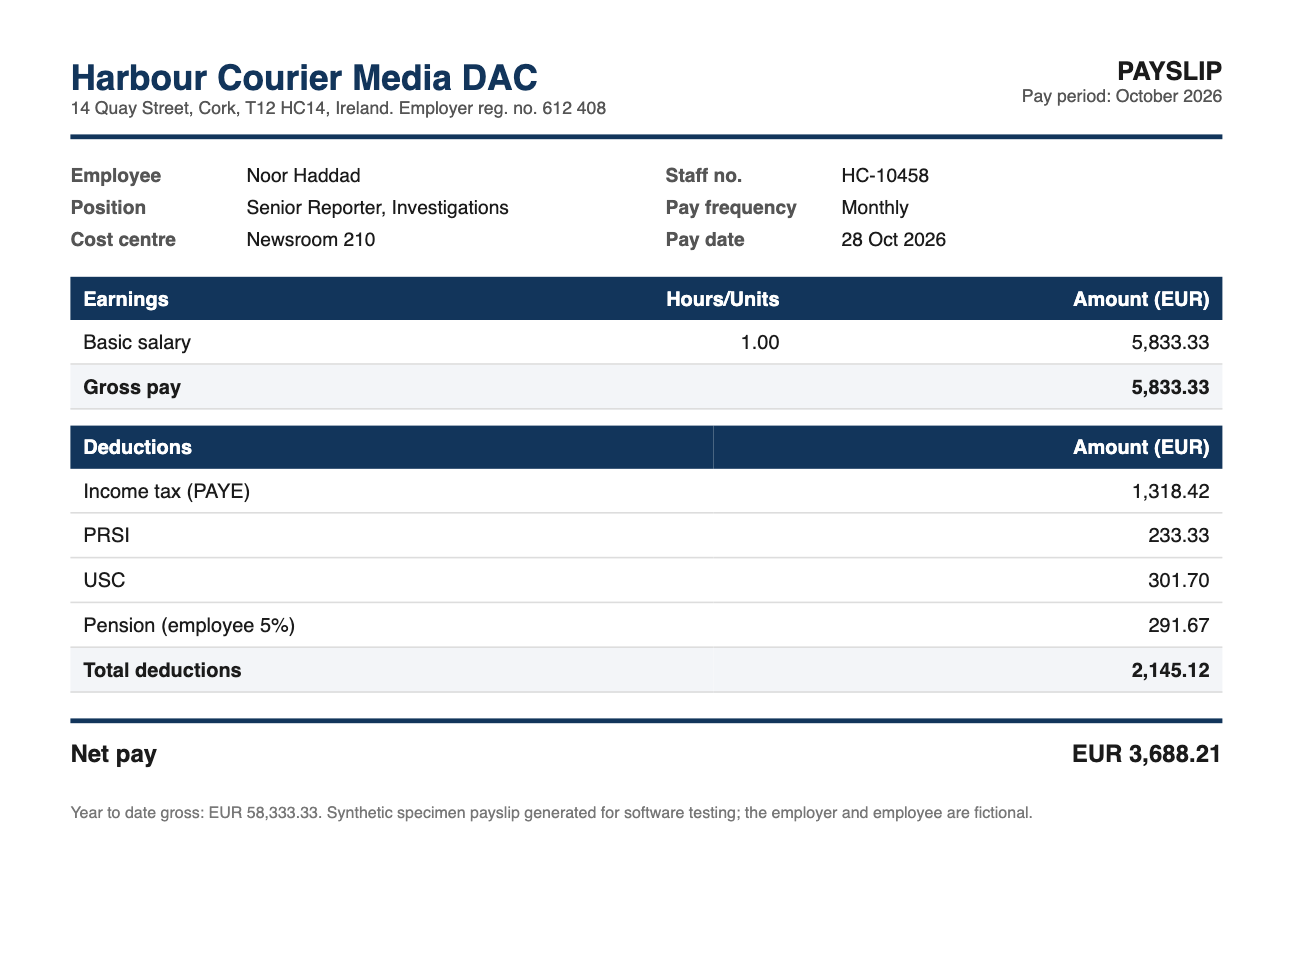 Harbour Courier Media DAC
14 Quay Street, Cork, T12 HC14, Ireland. Employer reg. no. 612 408
PAYSLIP
Pay period: October 2026
Employee Noor Haddad Staff no. HC-10458
Position Senior Reporter, Investigations Pay frequency Monthly
Cost centre Newsroom 210 Pay date 28 Oct 2026
Earnings Hours/Units Amount (EUR)
Basic salary 1.00 5,833.33
Gross pay 5,833.33
Deductions Amount (EUR)
Income tax (PAYE) 1,318.42
PRSI 233.33
USC 301.70
Pension (employee 5%) 291.67
Total deductions 2,145.12
Net pay EUR 3,688.21
Year to date gross: EUR 58,333.33. Synthetic specimen payslip generated for software testing; the employer and employee are fictional.